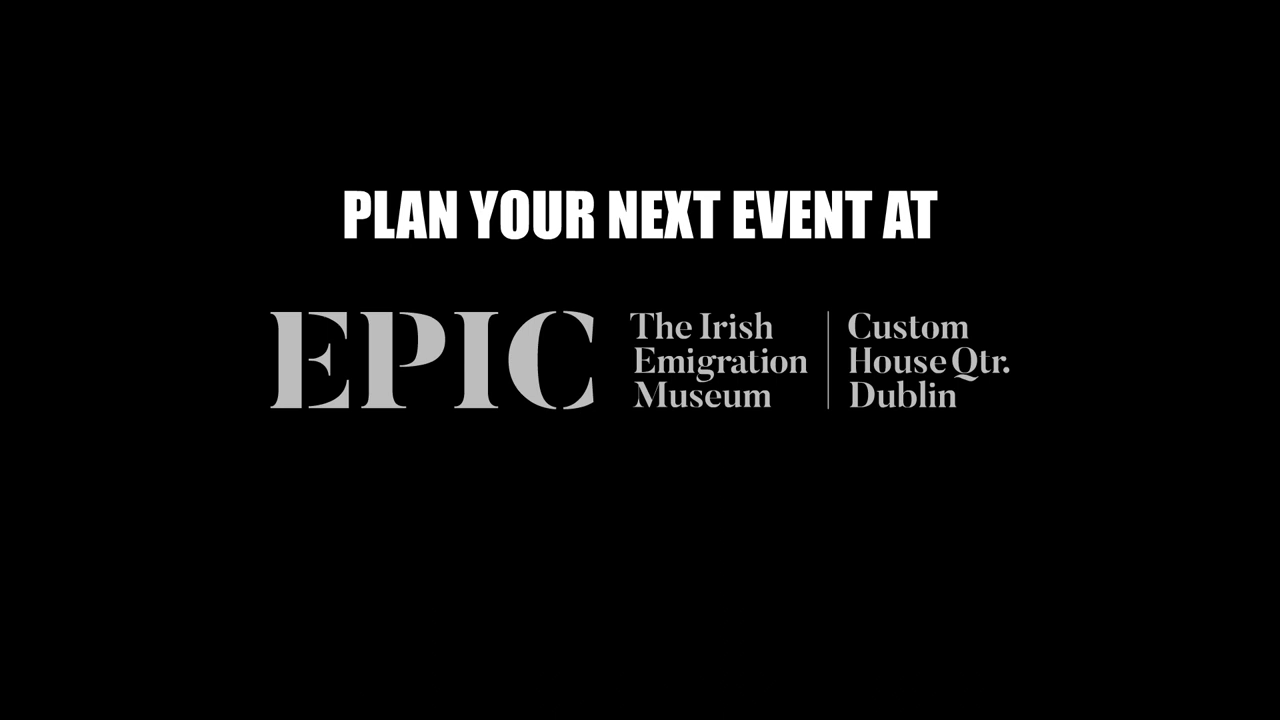 PLAN YOUR NEXT EVENT AT
EPIC
The Irish
Emigration
Museum
Custom
House Qtr.
Dublin